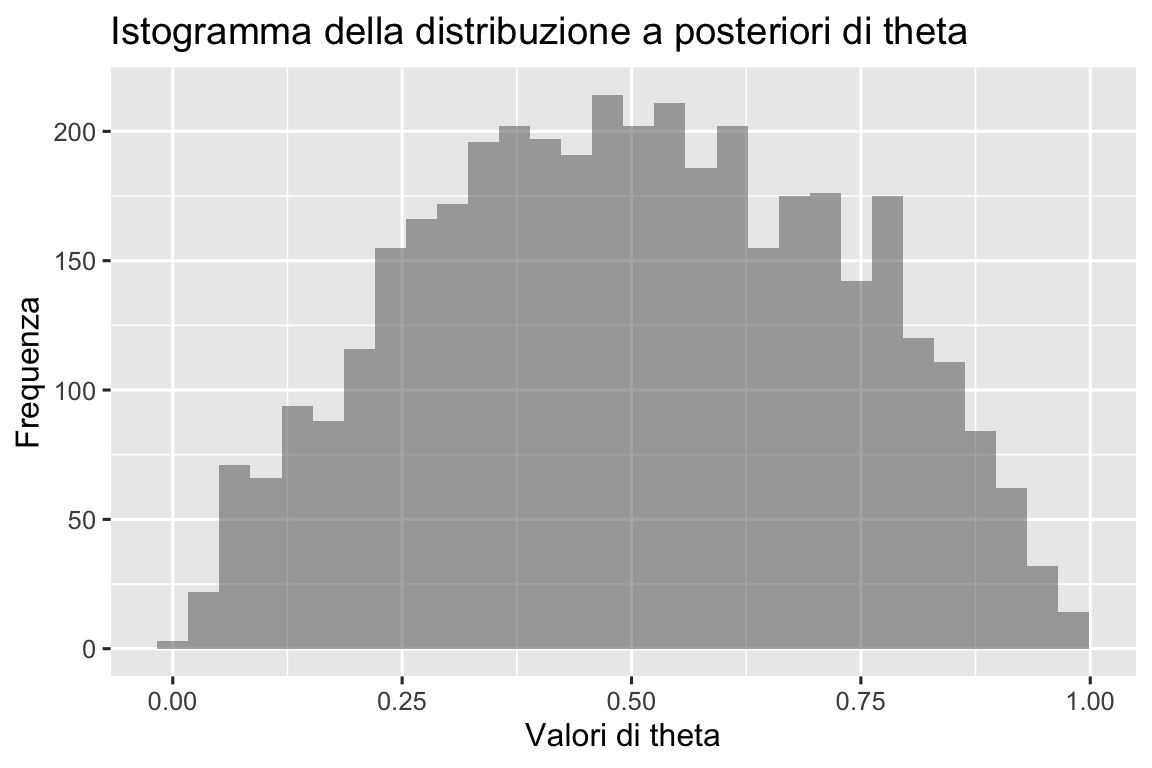 Istogramma della distribuzione a posteriori di theta
Frequenza
200
150
100
50
0
0.00 0.25 0.50 0.75 1.00
Valori di theta